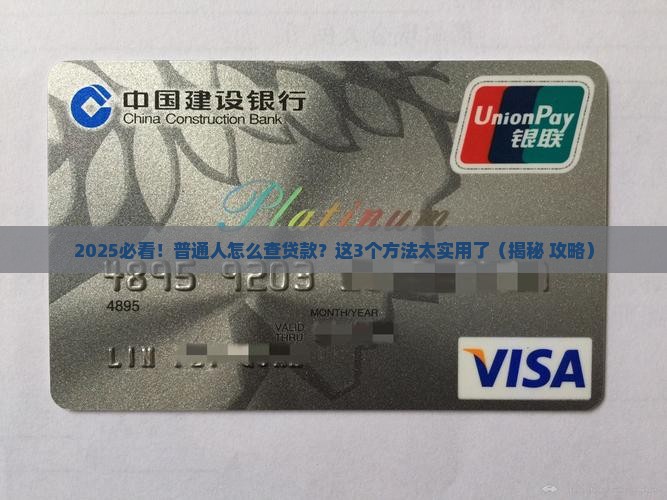 中国建设银行
China Construction Bank
UnionPay
银联
Platinum
2025必看！普通人怎么查贷款？这3个方法太实用了（揭秘 攻略）
4895 9203
4895
MONTH/YEAR
VALID
THRU
LIN
VISA